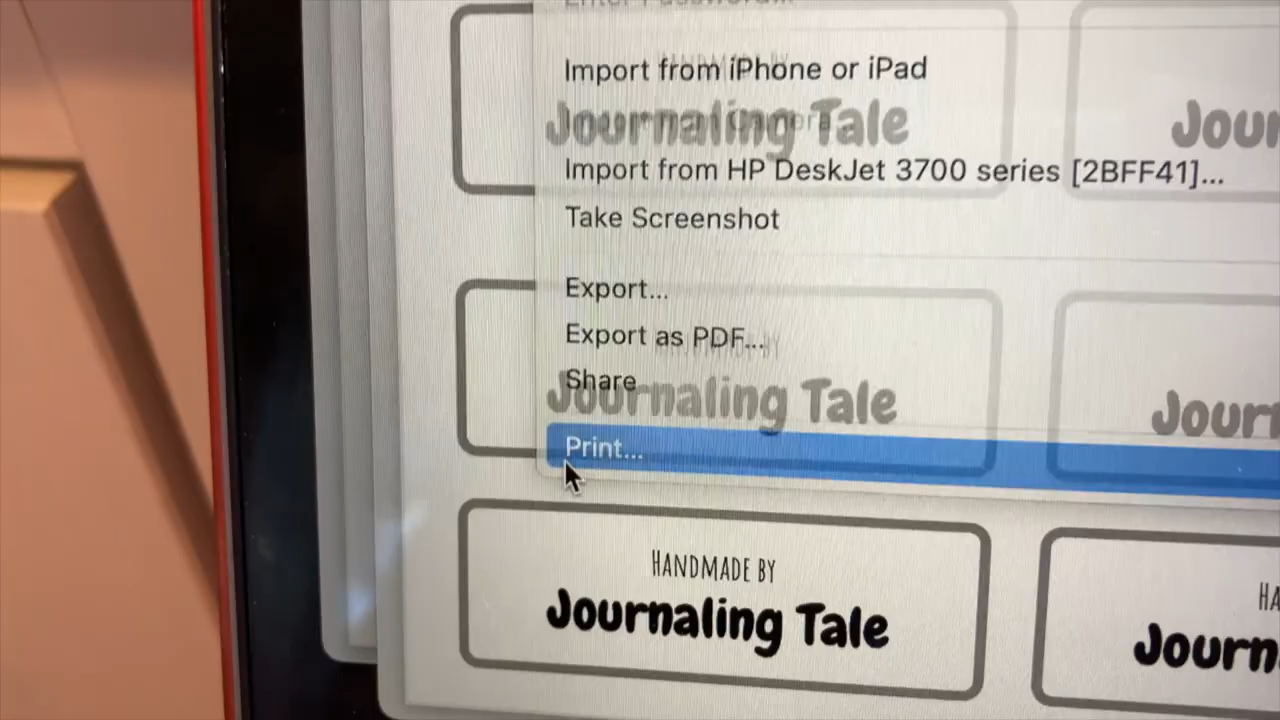 Import from iPhone or iPad
Journaling Tale
Jour
Import from HP DeskJet 3700 series [2BFF41]...
Take Screenshot
Export...
Export as PDF...
Share
Journaling Tale
Jour
Print...
HANDMADE BY
Journaling Tale
HA
Journ